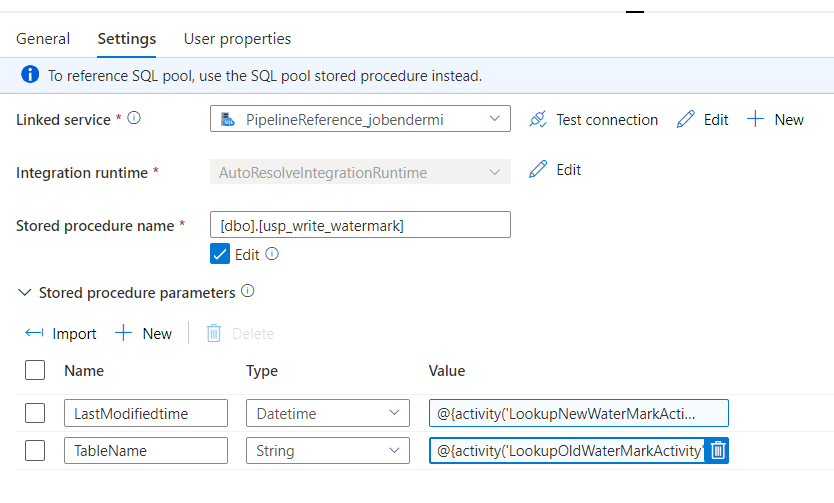 General Settings User properties
To reference SQL pool, use the SQL pool stored procedure instead.
Linked service * PipelineReference_jobendermi Test connection Edit New
Integration runtime * AutoResolveIntegrationRuntime Edit
Stored procedure name * [dbo].[usp_write_watermark]
Edit
Stored procedure parameters
Import New Delete
Name Type Value
LastModifiedtime Datetime @{activity('LookupNewWaterMarkActi...
TableName String @{activity('LookupOldWaterMarkActivity'